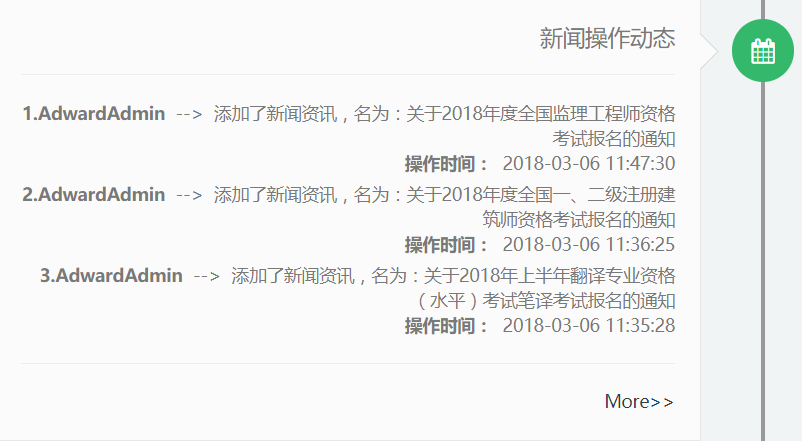 新闻操作动态
1.AdwardAdmin --> 添加了新闻资讯，名为：关于2018年度全国监理工程师资格
考试报名的通知
操作时间： 2018-03-06 11:47:30
2.AdwardAdmin --> 添加了新闻资讯，名为：关于2018年度全国一、二级注册建
筑师资格考试报名的通知
操作时间： 2018-03-06 11:36:25
3.AdwardAdmin --> 添加了新闻资讯，名为：关于2018年上半年翻译专业资格
（水平）考试笔译考试报名的通知
操作时间： 2018-03-06 11:35:28
More>>